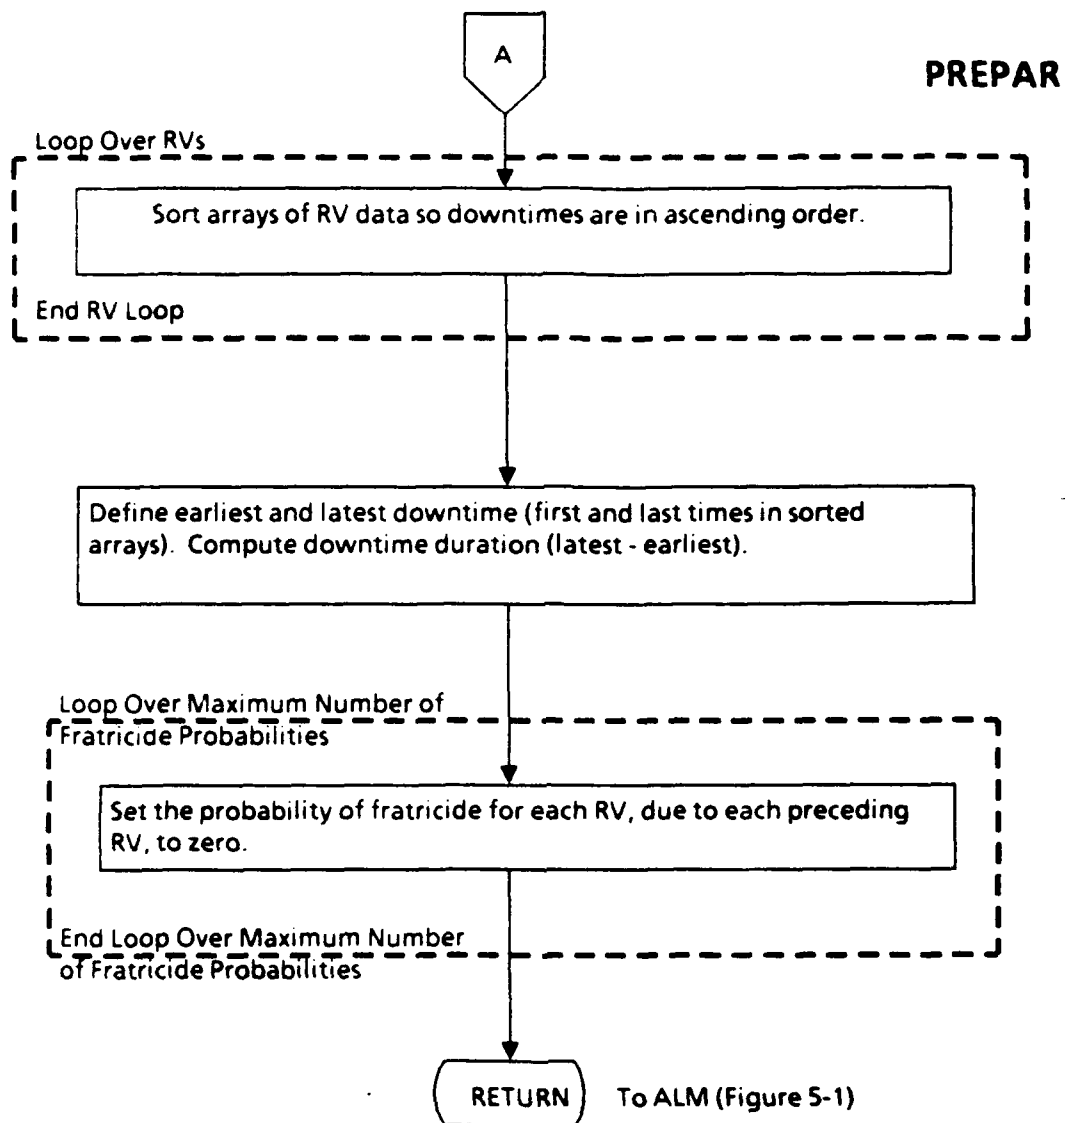 A
PREPAR
Loop Over RVs
Sort arrays of RV data so downtimes are in ascending order.
End RV Loop
Define earliest and latest downtime (first and last times in sorted
arrays). Compute downtime duration (latest - earliest).
Loop Over Maximum Number of
Fratricide Probabilities
Set the probability of fratricide for each RV, due to each preceding
RV, to zero.
End Loop Over Maximum Number
of Fratricide Probabilities
RETURN To ALM (Figure 5-1)